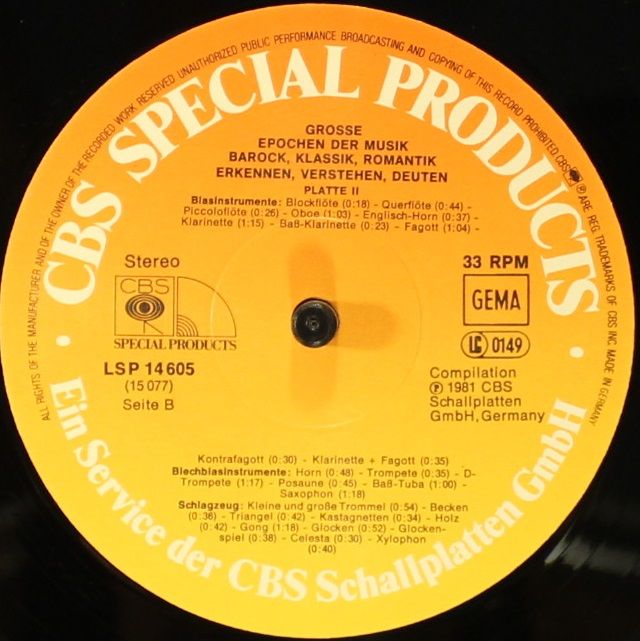 ALL RIGHTS OF THE MANUFACTURER AND OF THE OWNER OF THE RECORDED WORK RESERVED UNAUTHORIZED PUBLIC PERFORMANCE BROADCASTING AND COPYING OF THIS RECORD PROHIBITED. CBS ® ARE REG. TRADEMARKS OF CBS INC. MADE IN GERMANY
· CBS SPECIAL PRODUCTS ·
GROSSE
EPOCHEN DER MUSIK
BAROCK, KLASSIK, ROMANTIK
ERKENNEN, VERSTEHEN, DEUTEN
PLATTE II
Blasinstrumente: Blockflöte (0:18) - Querflöte (0:44) -
Piccoloflöte (0:26) - Oboe (1:03) - Englisch-Horn (0:37) -
Klarinette (1:15) - Baß-Klarinette (0:23) - Fagott (1:04) -
Stereo
CBS
SPECIAL PRODUCTS
LSP 14 605
(15 077)
Seite B
33 RPM
GEMA
LC 0149
Compilation
℗ 1981 CBS
Schallplatten
GmbH, Germany
Kontrafagott (0:30) - Klarinette + Fagott (0:35)
Blechblasinstrumente: Horn (0:48) - Trompete (0:35) - D-
Trompete (1:17) - Posaune (0:45) - Baß-Tuba (1:00) -
Saxophon (1:18)
Schlagzeug: Kleine und große Trommel (0:54) - Becken
(0:36) - Triangel (0:42) - Kastagnetten (0:34) - Holz
(0:42) - Gong (1:18) - Glocken (0:52) - Glocken-
spiel (0:38) - Celesta (0:30) - Xylophon
(0:40)
Ein Service der CBS Schallplatten GmbH